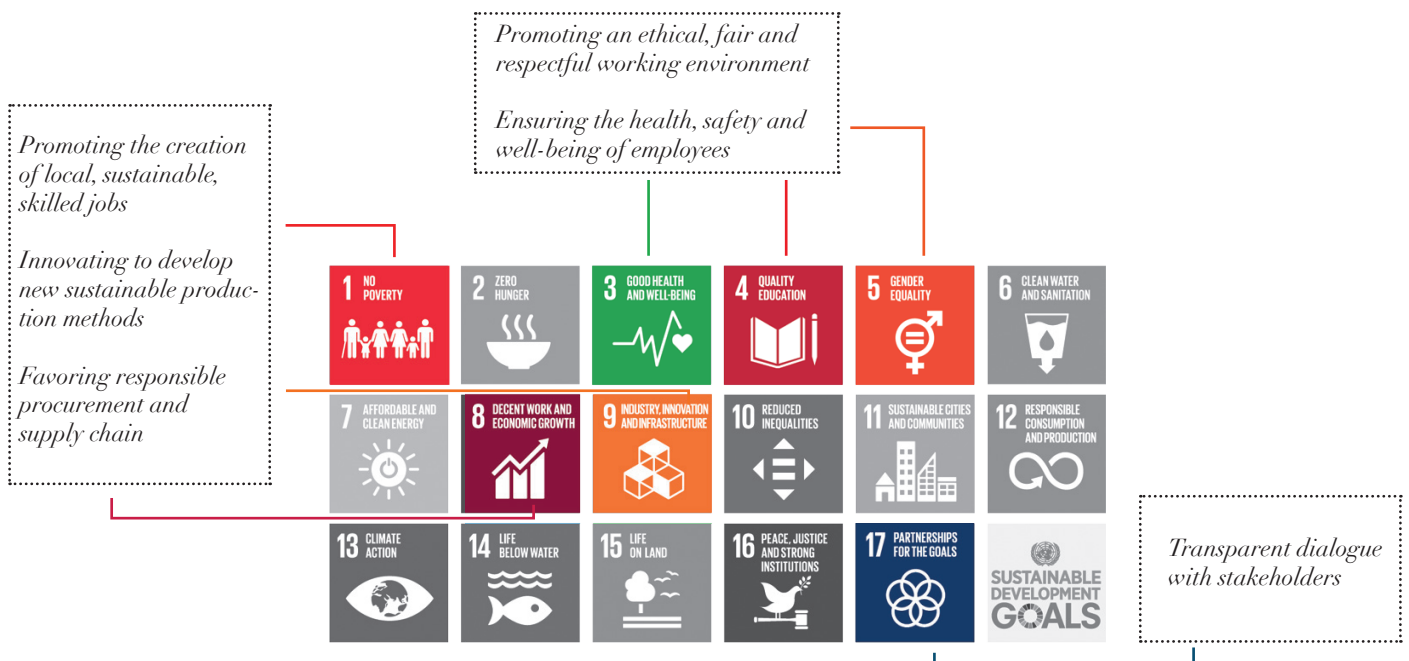 Promoting an ethical, fair and
respectful working environment
Ensuring the health, safety and
well-being of employees
Promoting the creation
of local, sustainable,
skilled jobs
Innovating to develop
new sustainable produc-
tion methods
Favoring responsible
procurement and
supply chain
1 NO
POVERTY
2 ZERO
HUNGER
3 GOOD HEALTH
AND WELL-BEING
4 QUALITY
EDUCATION
5 GENDER
EQUALITY
6 CLEAN WATER
AND SANITATION
7 AFFORDABLE AND
CLEAN ENERGY
8 DECENT WORK AND
ECONOMIC GROWTH
9 INDUSTRY, INNOVATION
AND INFRASTRUCTURE
10 REDUCED
INEQUALITIES
11 SUSTAINABLE CITIES
AND COMMUNITIES
12 RESPONSIBLE
CONSUMPTION
AND PRODUCTION
13 CLIMATE
ACTION
14 LIFE
BELOW WATER
15 LIFE
ON LAND
16 PEACE, JUSTICE
AND STRONG
INSTITUTIONS
17 PARTNERSHIPS
FOR THE GOALS
SUSTAINABLE
DEVELOPMENT
GOALS
Transparent dialogue
with stakeholders